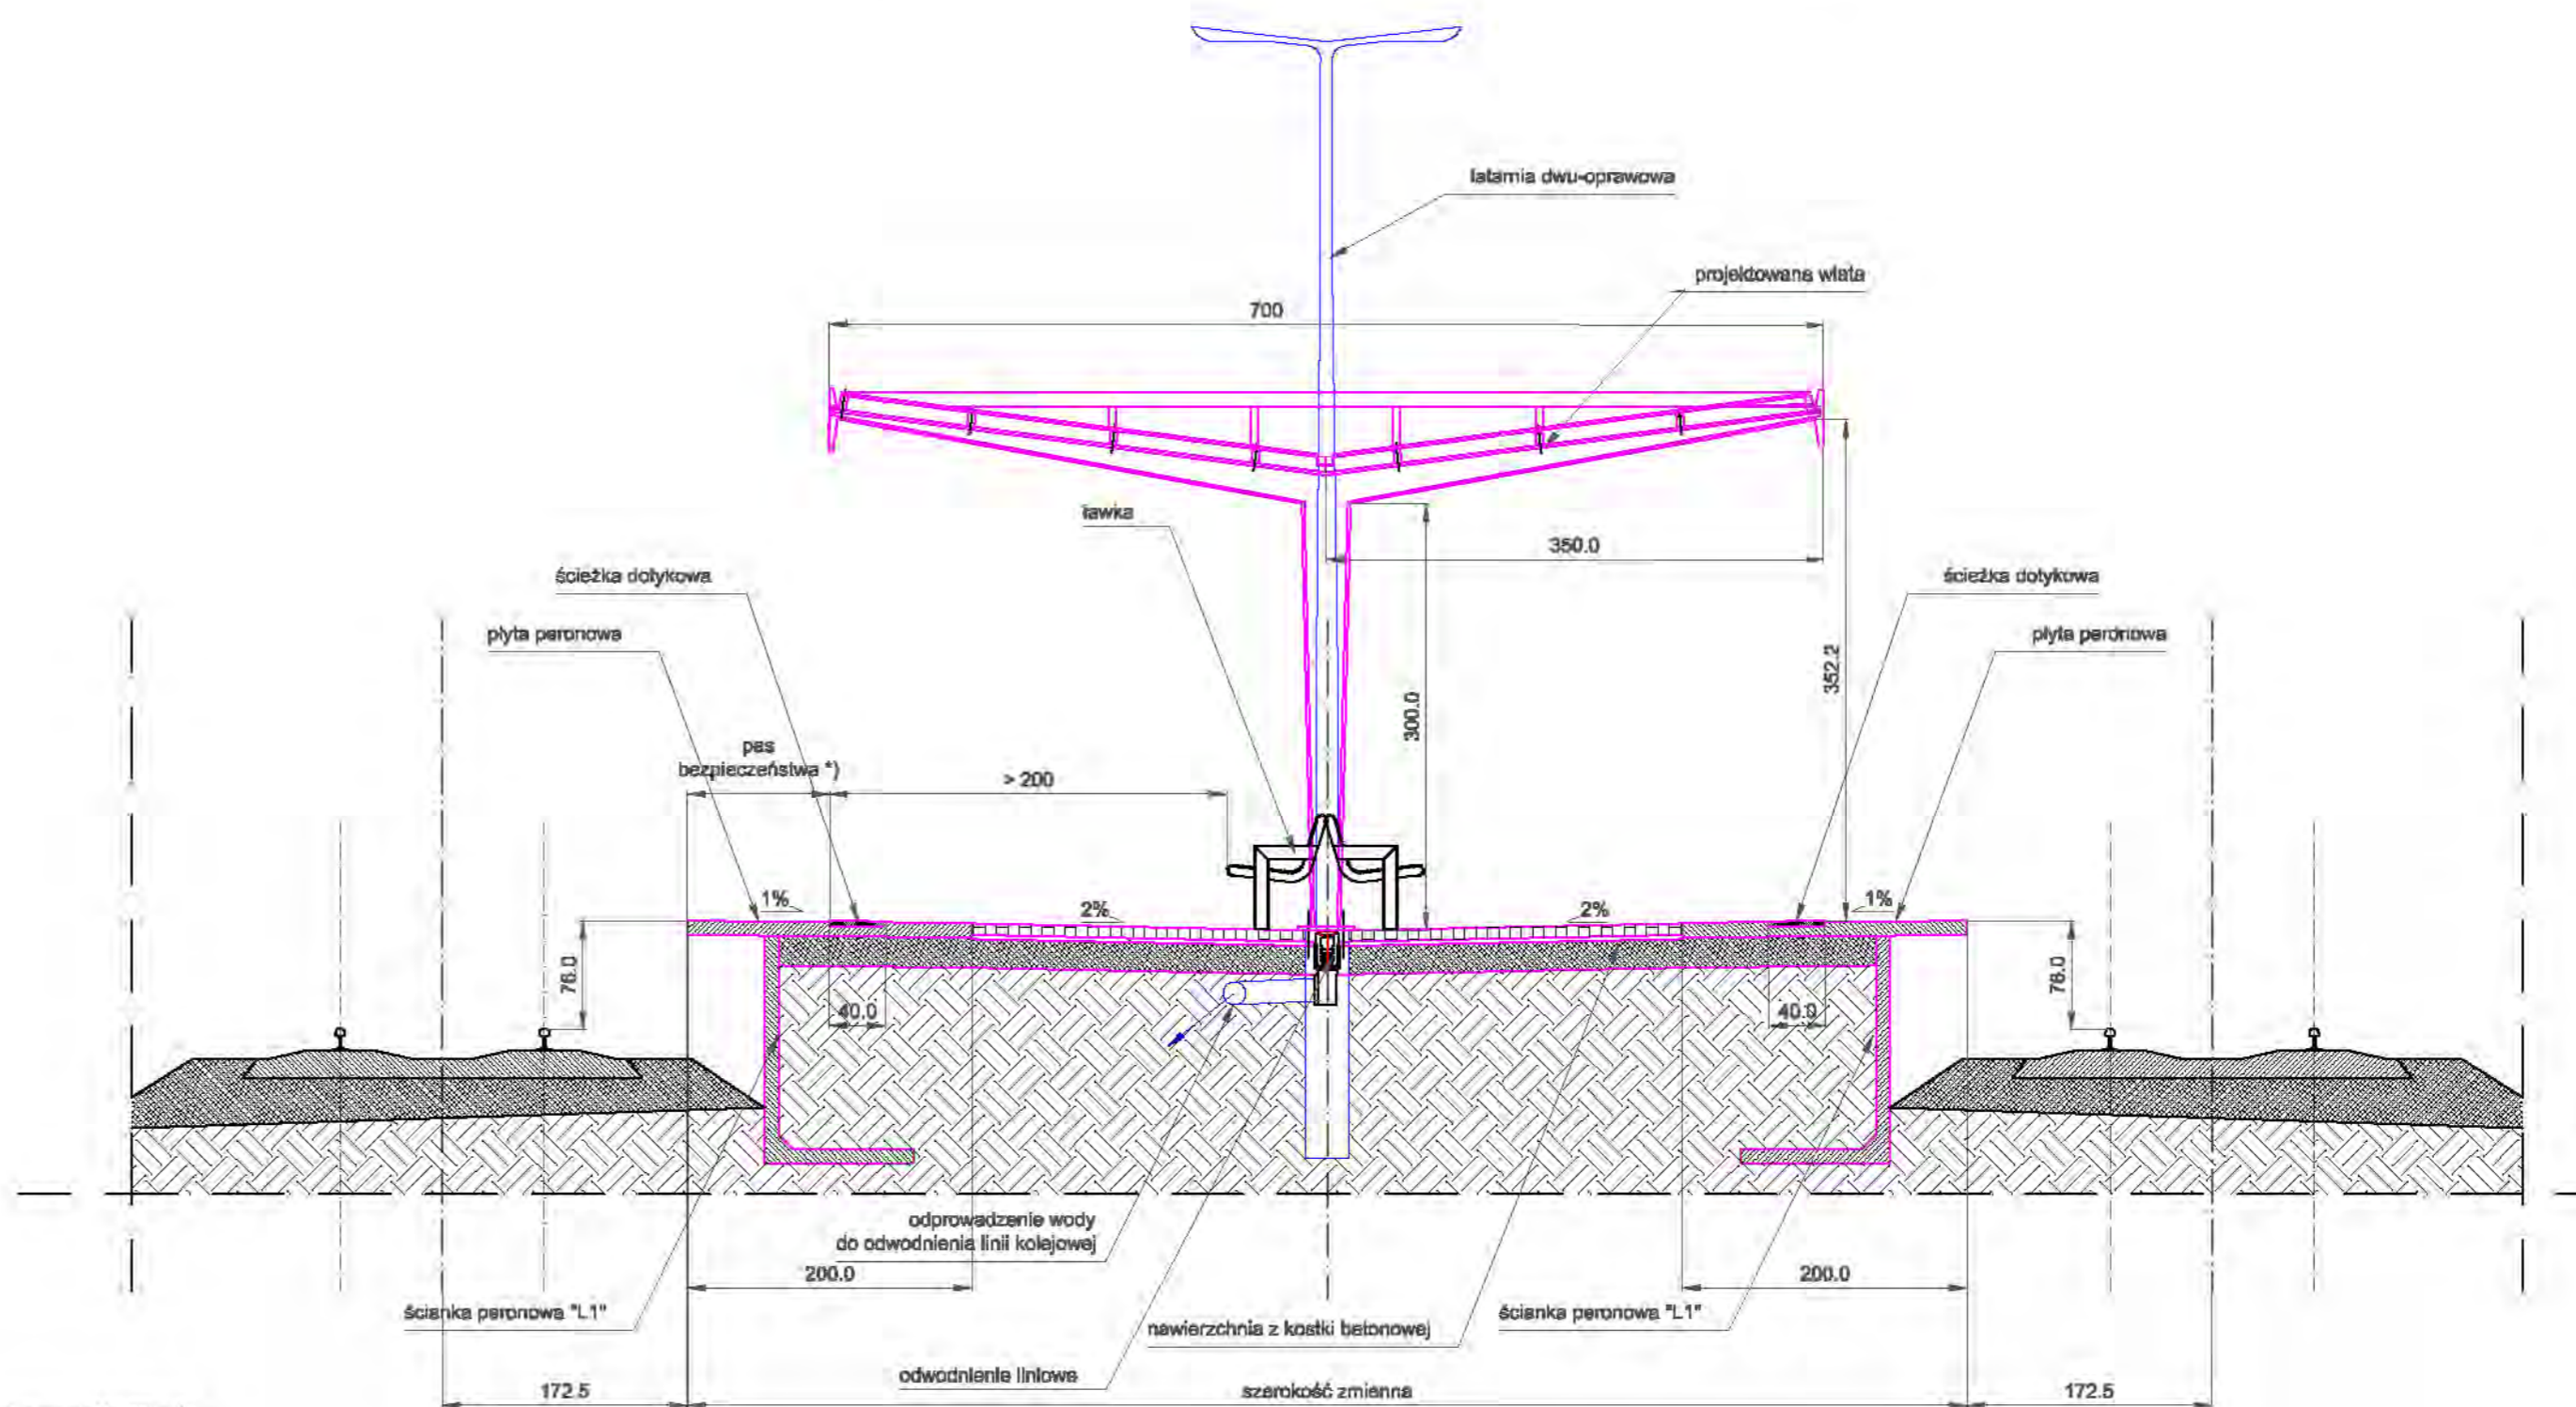 latarnia dwu-oprawowa
projektowana wiata
700
ławka
350.0
ścieżka dotykowa
ścieżka dotykowa
płyta peronowa
płyta peronowa
352.2
300.0
pas
bezpieczeństwa *)
> 200
1%
2%
2%
1%
76.0
76.0
40.0
40.0
odprowadzenie wody
do odwodnienia linii kolejowej
200.0
200.0
ścianka peronowa "L1"
ścianka peronowa "L1"
nawierzchnia z kostki betonowej
odwodnienie liniowe
172.5
szerokość zmienna
172.5